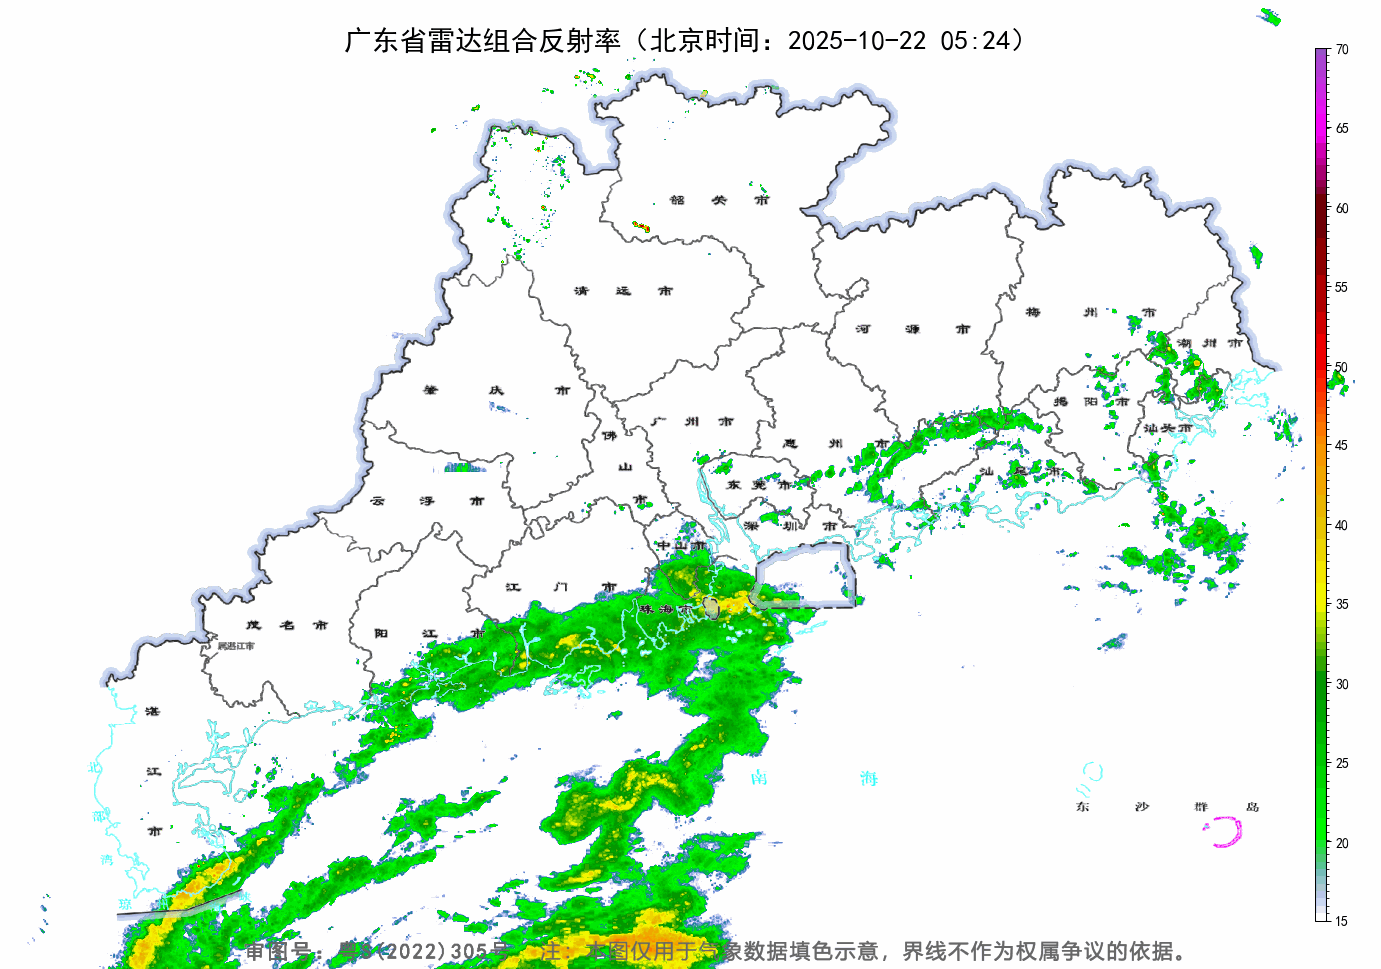 广东省雷达组合反射率（北京时间：2025-10-22 05:24）
70
65
60
55
50
45
40
35
30
25
20
15
韶关市
清远市
河源市
梅州市
潮州市
肇庆市
揭阳市
广州市
佛山市
惠州市
汕头市
云浮市
东莞市
汕尾市
深圳市
中山市
江门市
珠海市
茂名市
阳江市
属湛江市
湛江市
南海
东沙群岛
北部湾
琼
审图号：粤S(2022)305号 注：本图仅用于气象数据填色示意，界线不作为权属争议的依据。